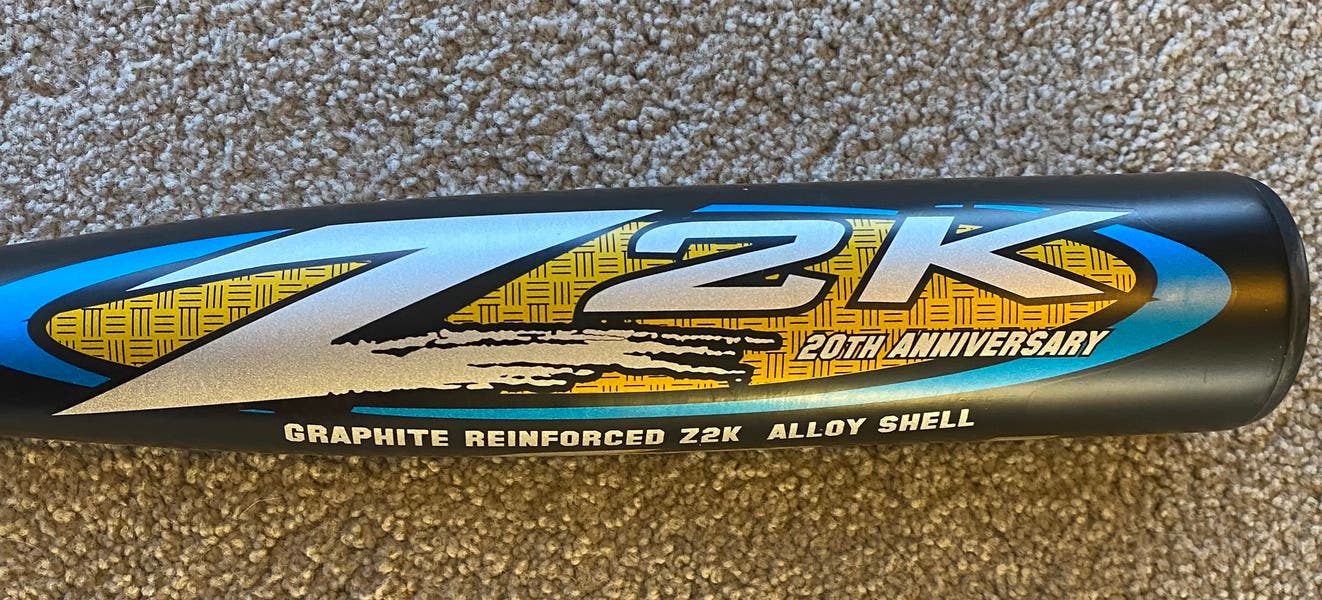 Z2K
20TH ANNIVERSARY
GRAPHITE REINFORCED Z2K ALLOY SHELL